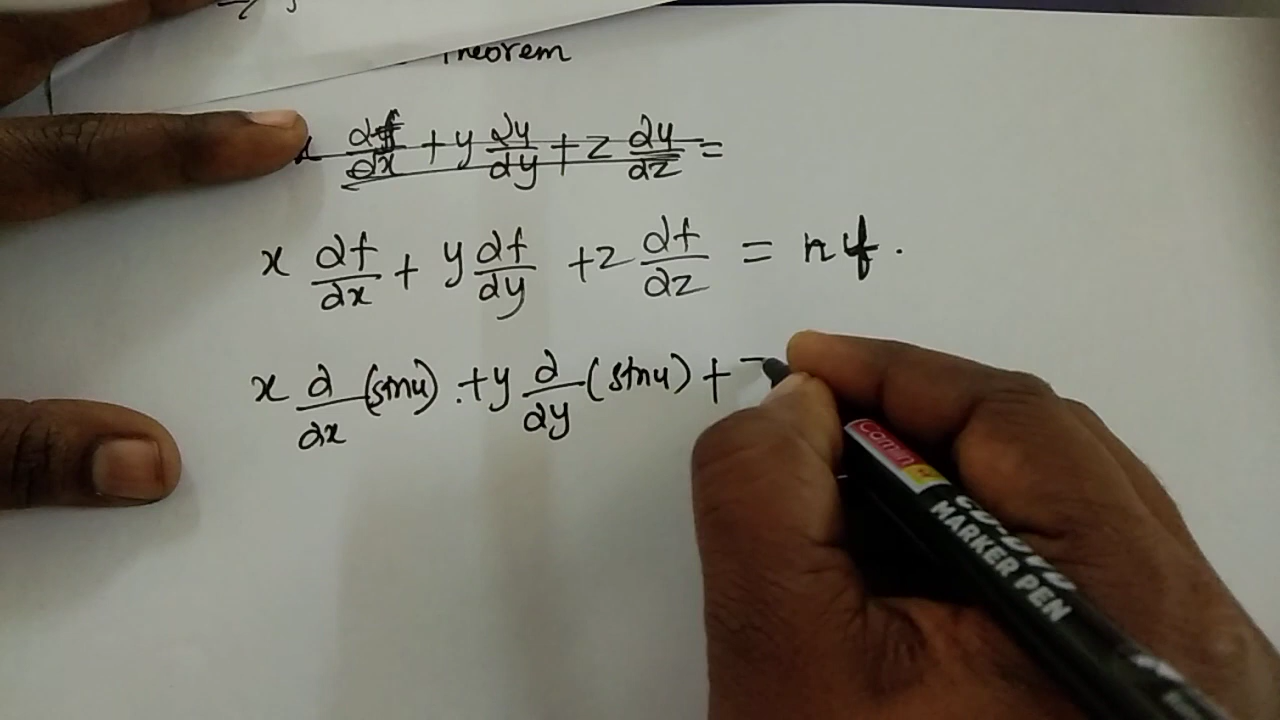 Theorem
x ∂f/∂x + y ∂y/∂y + z ∂y/∂z =
x ∂f/∂x + y ∂f/∂y + z ∂f/∂z = nf.
x ∂/∂x (sinu) + y ∂/∂y (sinu) +
Camlin
MARKER PEN